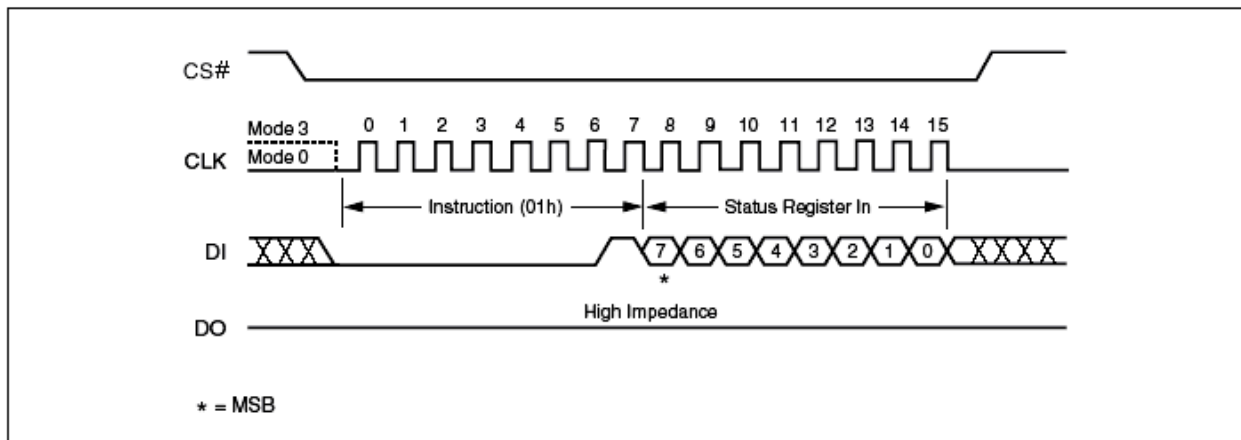 CS#
Mode 3
0 1 2 3 4 5 6 7 8 9 10 11 12 13 14 15
CLK
Mode 0
Instruction (01h)
Status Register In
DI
7 6 5 4 3 2 1 0
*
High Impedance
DO
* = MSB